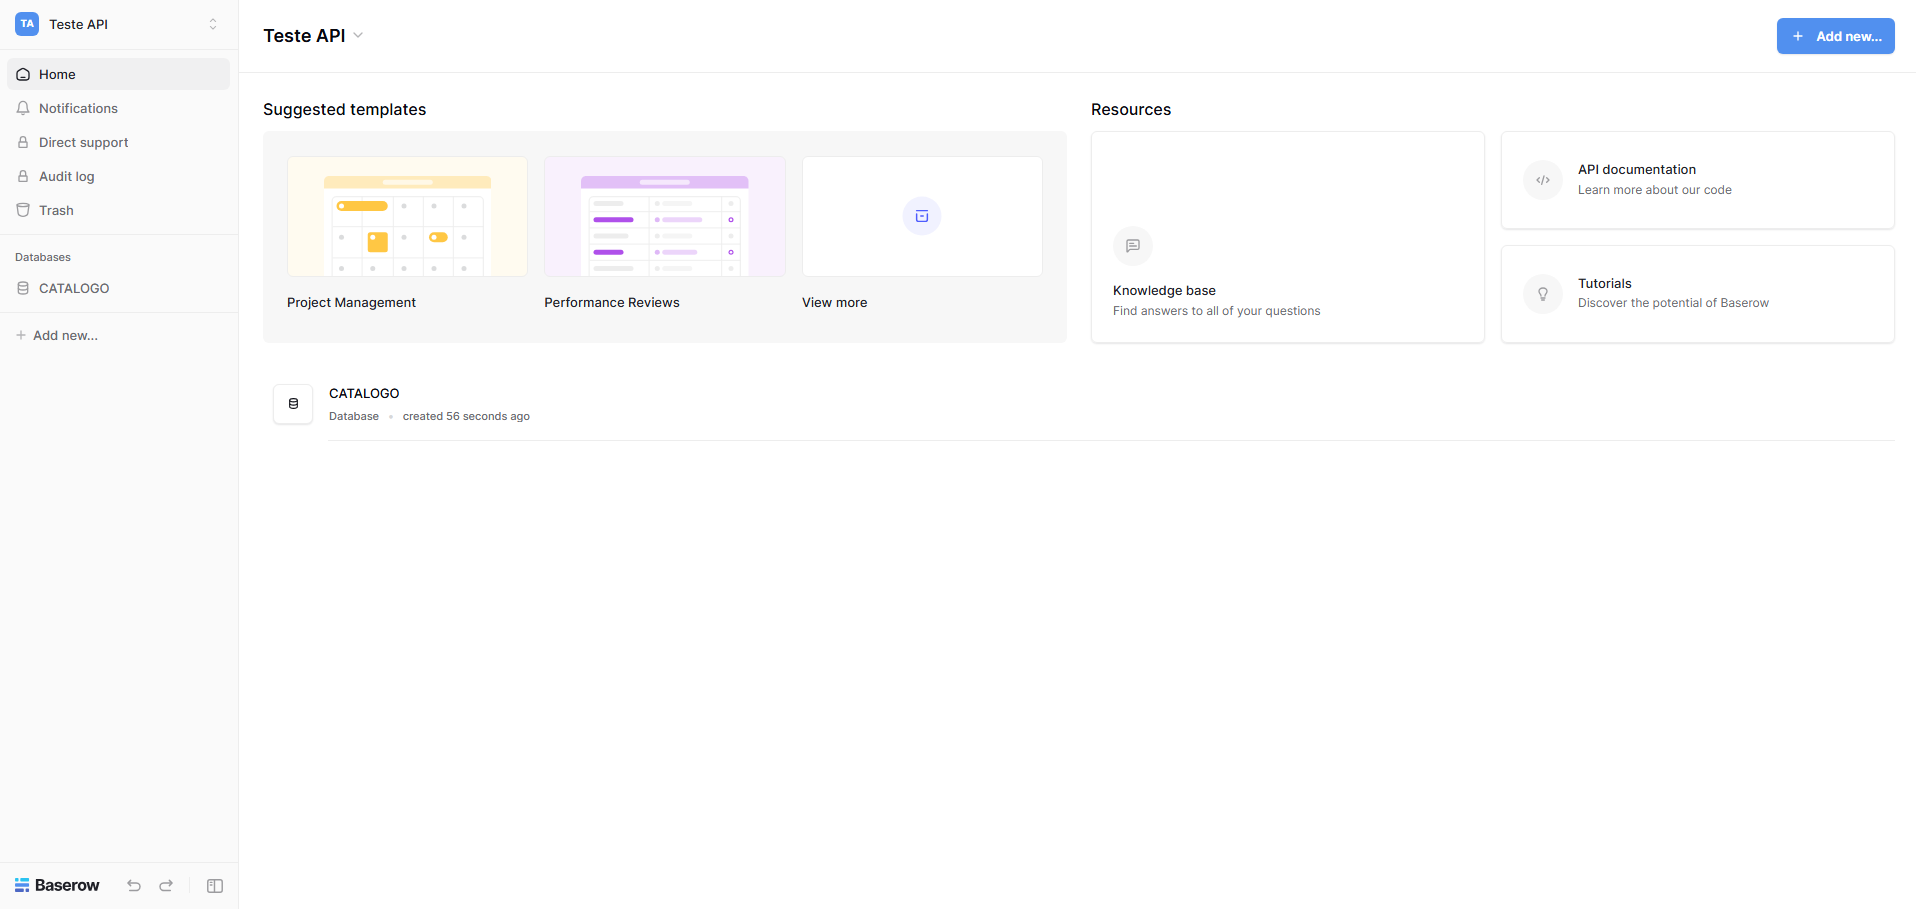 TA Teste API
Home
Notifications
Direct support
Audit log
Trash
Databases
CATALOGO
Add new...
Baserow
Teste API
Add new...
Suggested templates
Project Management
Performance Reviews
View more
Resources
Knowledge base
Find answers to all of your questions
API documentation
Learn more about our code
Tutorials
Discover the potential of Baserow
CATALOGO
Database • created 56 seconds ago